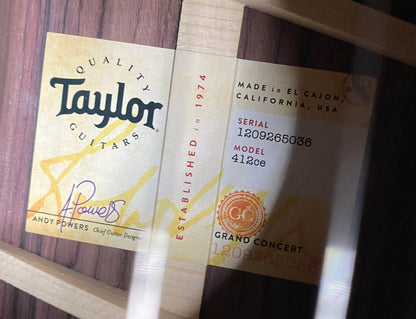 QUALITY
Taylor
GUITARS
ANDY POWERS Chief Guitar Designer
ESTABLISHED in 1974
MADE in EL CAJON,
CALIFORNIA, USA
SERIAL
1209265036
MODEL
412ce
GC
GRAND CONCERT
1209265036